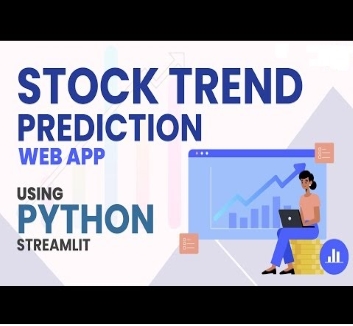 STOCK TREND
PREDICTION
WEB APP
USING
PYTHON
STREAMLIT